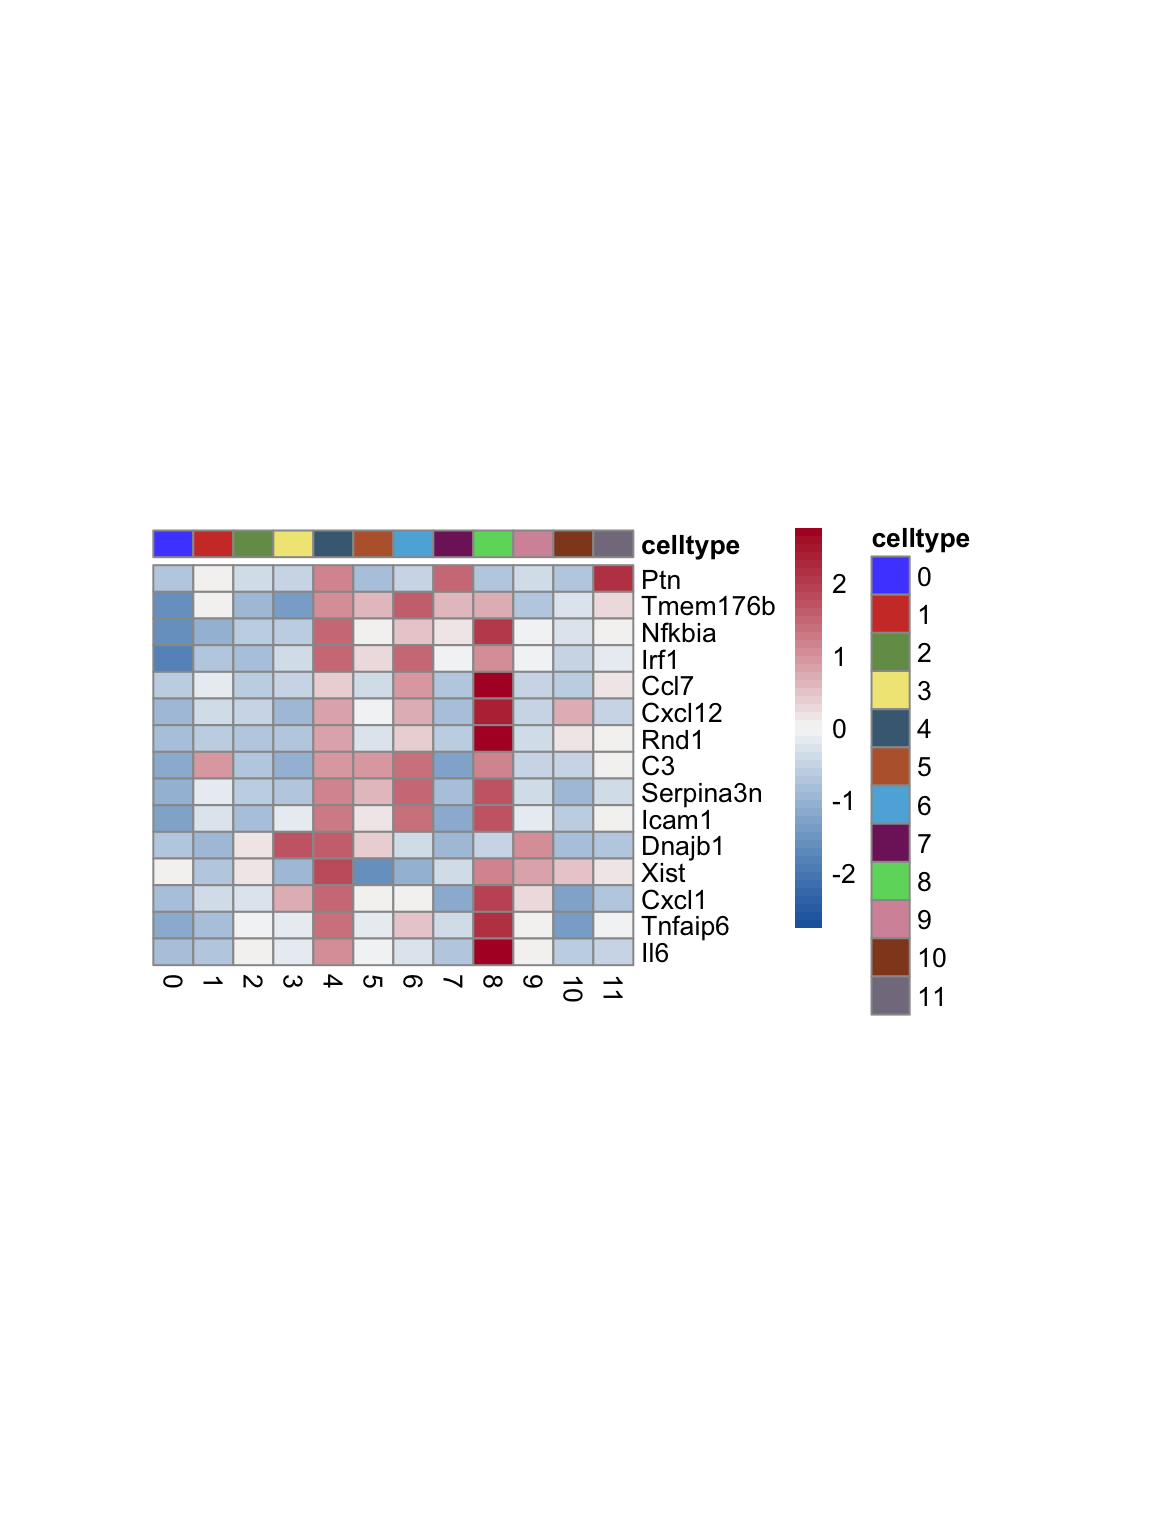 celltype
Ptn
Tmem176b
Nfkbia
Irf1
Ccl7
Cxcl12
Rnd1
C3
Serpina3n
Icam1
Dnajb1
Xist
Cxcl1
Tnfaip6
Il6
0 1 2 3 4 5 6 7 8 9 10 11
2
1
0
-1
-2
celltype
0
1
2
3
4
5
6
7
8
9
10
11